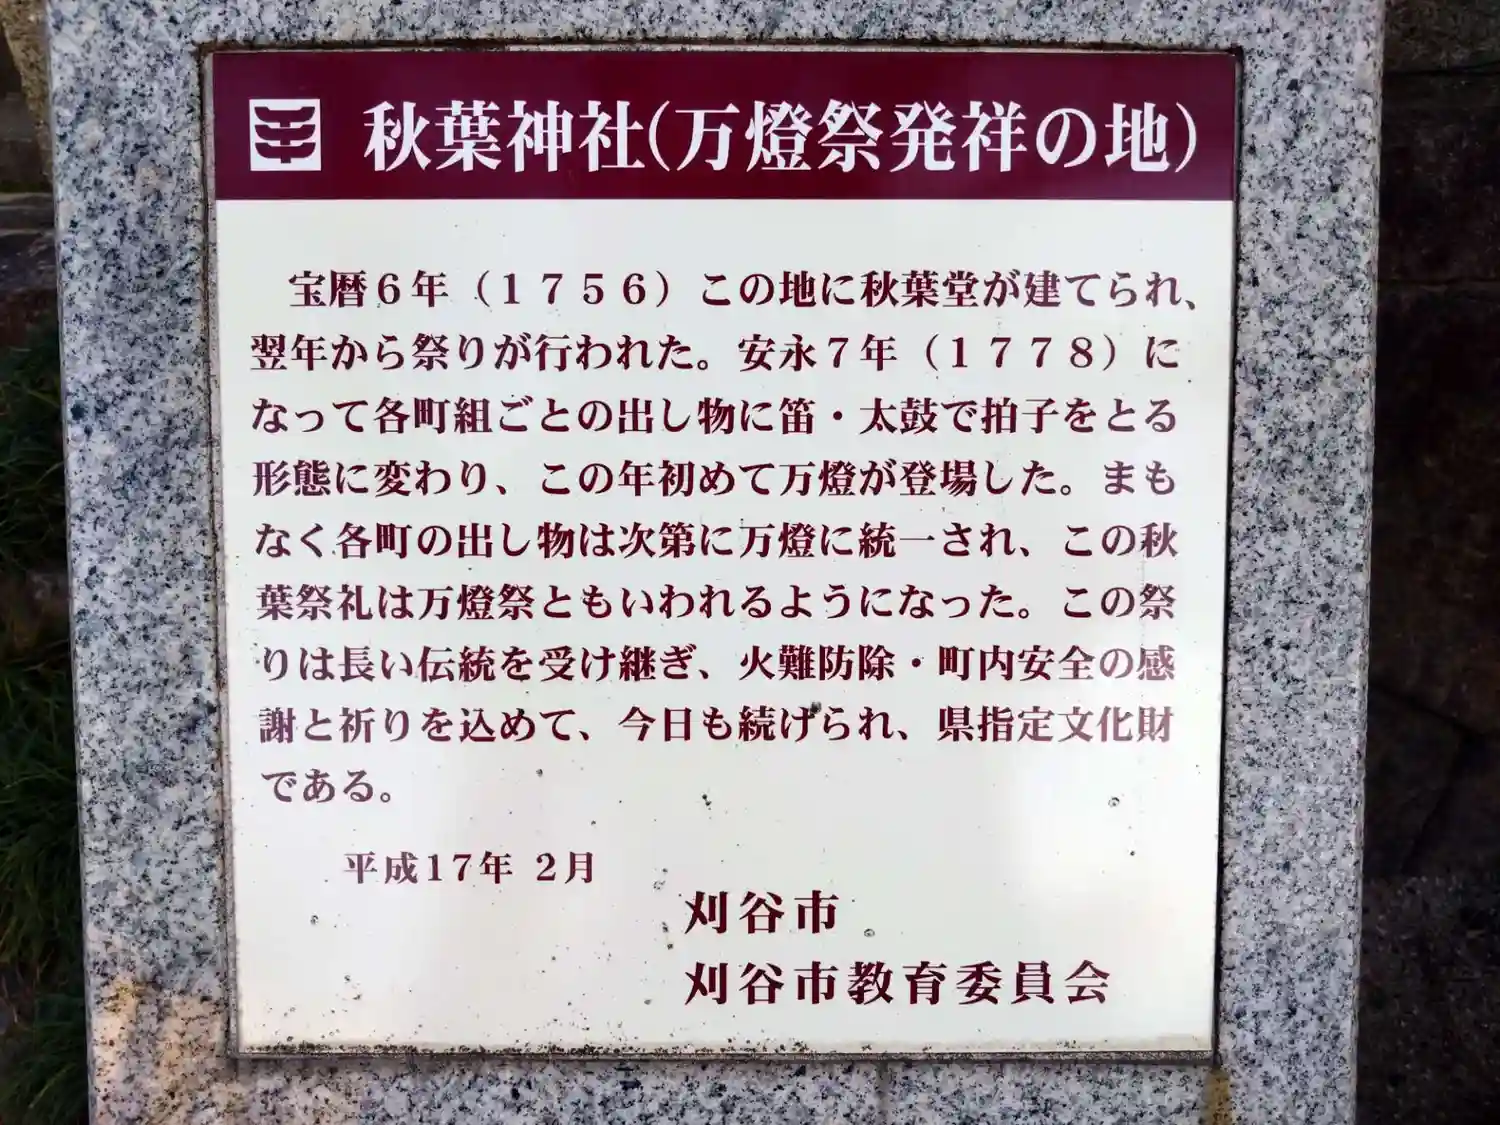 秋葉神社(万燈祭発祥の地)
宝暦６年（１７５６）この地に秋葉堂が建てられ、
翌年から祭りが行われた。安永７年（１７７８）に
なって各町組ごとの出し物に笛・太鼓で拍子をとる
形態に変わり、この年初めて万燈が登場した。まも
なく各町の出し物は次第に万燈に統一され、この秋
葉祭礼は万燈祭ともいわれるようになった。この祭
りは長い伝統を受け継ぎ、火難防除・町内安全の感
謝と祈りを込めて、今日も続げられ、県指定文化財
である。
平成17年 2月
刈谷市
刈谷市教育委員会